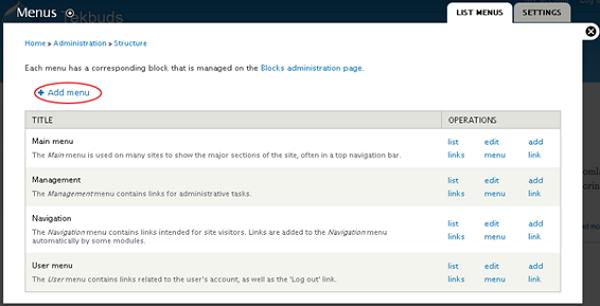 Menus
Tekbuds
LIST MENUS
SETTINGS
Home » Administration » Structure
Each menu has a corresponding block that is managed on the Blocks administration page.
+ Add menu
TITLE OPERATIONS
Main menu
The Main menu is used on many sites to show the major sections of the site, often in a top navigation bar.
list edit add
links menu link
Management
The Management menu contains links for administrative tasks.
list edit add
links menu link
Navigation
The Navigation menu contains links intended for site visitors. Links are added to the Navigation menu
automatically by some modules.
list edit add
links menu link
User menu
The User menu contains links related to the user's account, as well as the 'Log out' link.
list edit add
links menu link